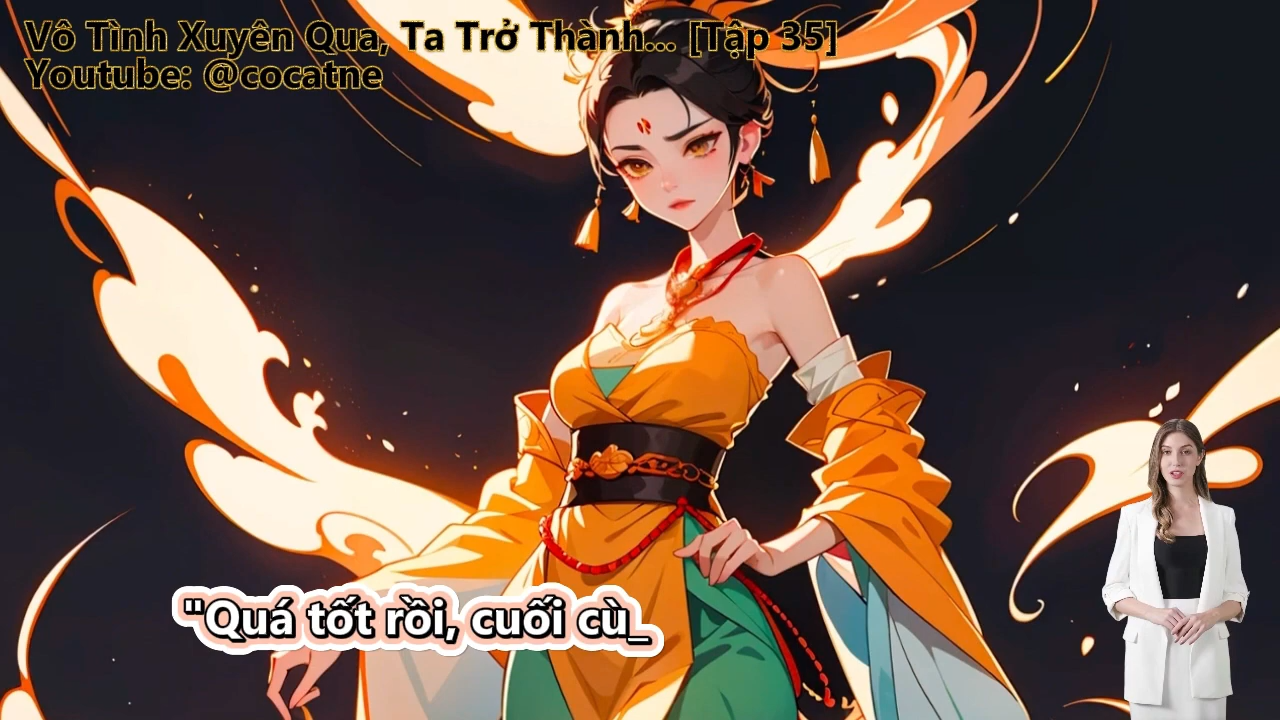 Vô Tình Xuyên Qua, Ta Trở Thành... [Tập 35]
Youtube: @cocatne
"Quá tốt rồi, cuối cù_